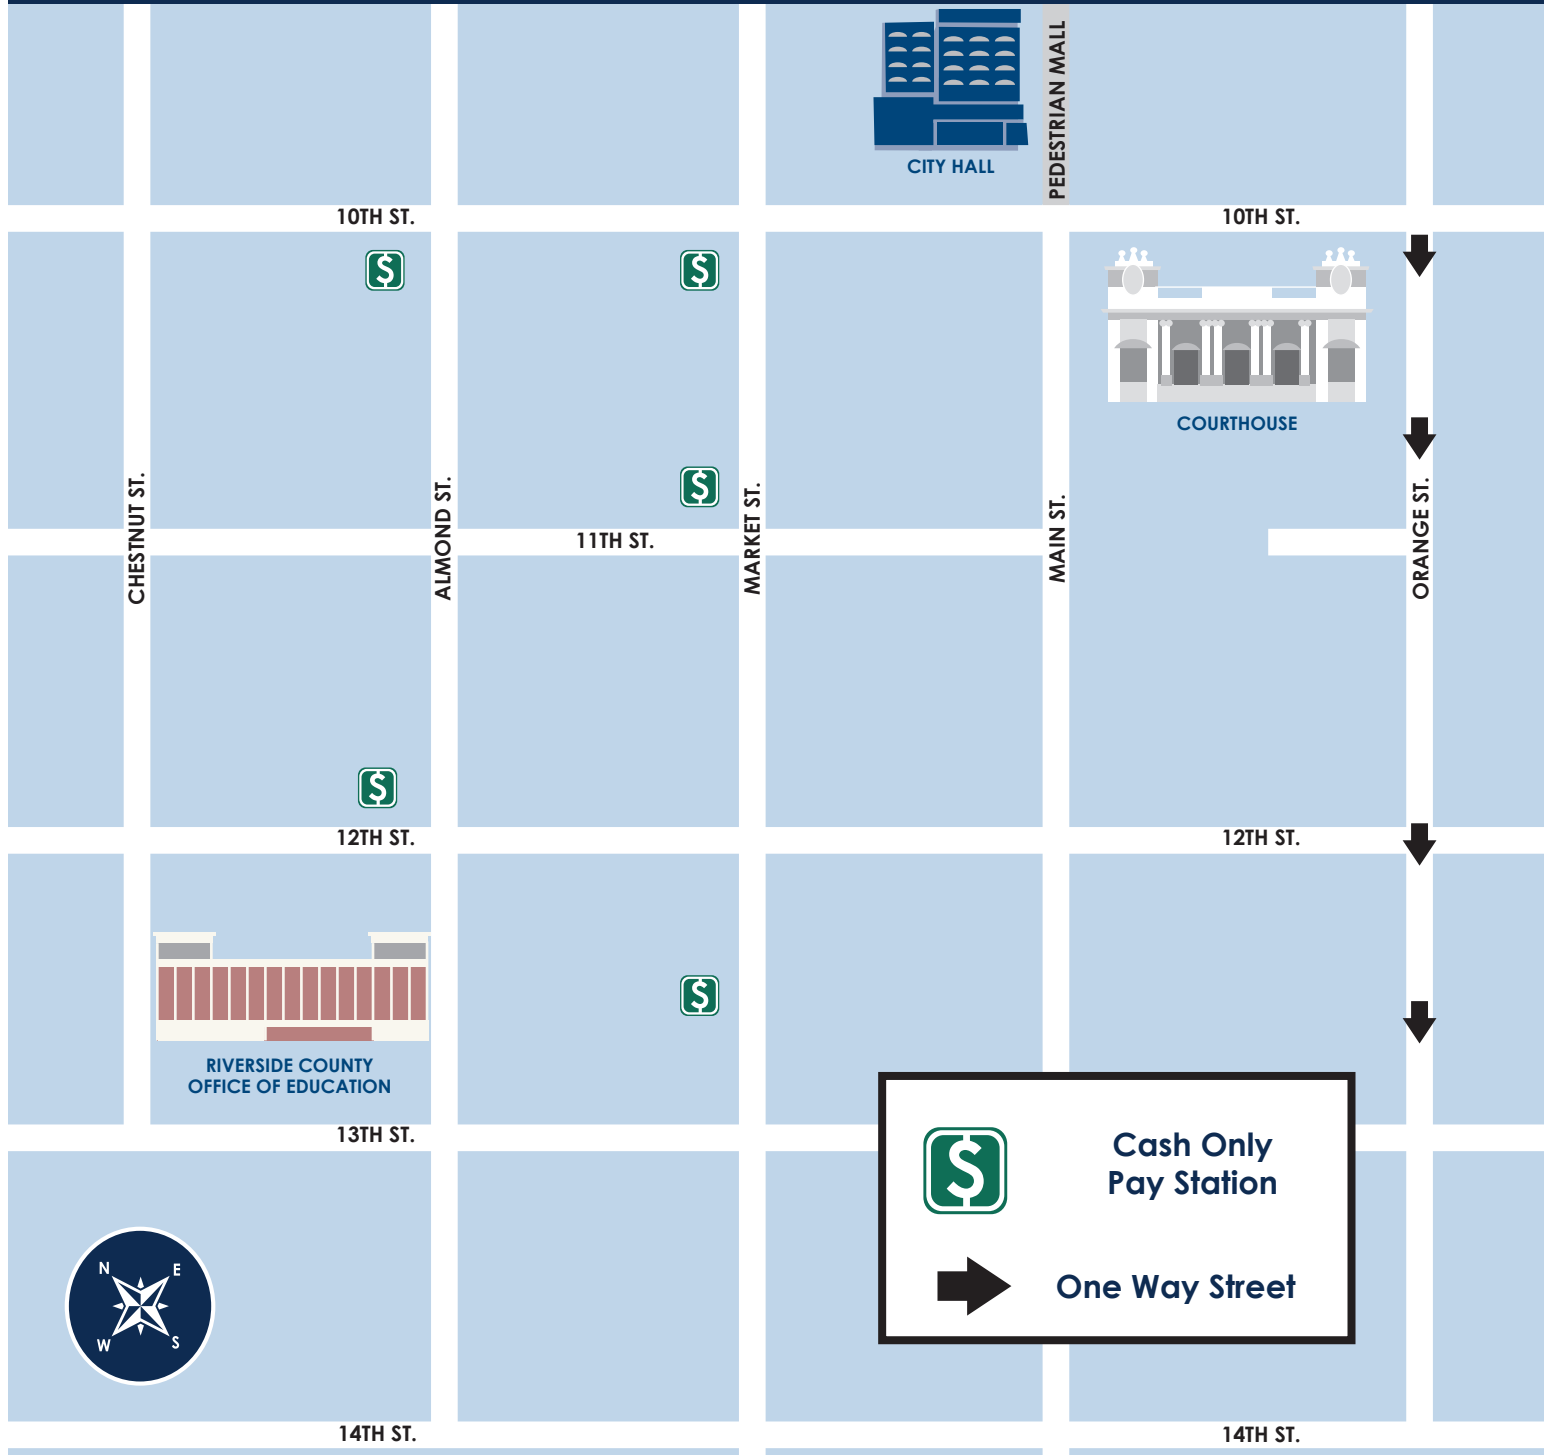 PEDESTRIAN MALL
CITY HALL
10TH ST.
10TH ST.
$
$
COURTHOUSE
$
CHESTNUT ST.
ALMOND ST.
MARKET ST.
MAIN ST.
ORANGE ST.
11TH ST.
$
12TH ST.
12TH ST.
$
RIVERSIDE COUNTY
OFFICE OF EDUCATION
13TH ST.
$
Cash Only
Pay Station
One Way Street
N
E
W
S
14TH ST.
14TH ST.